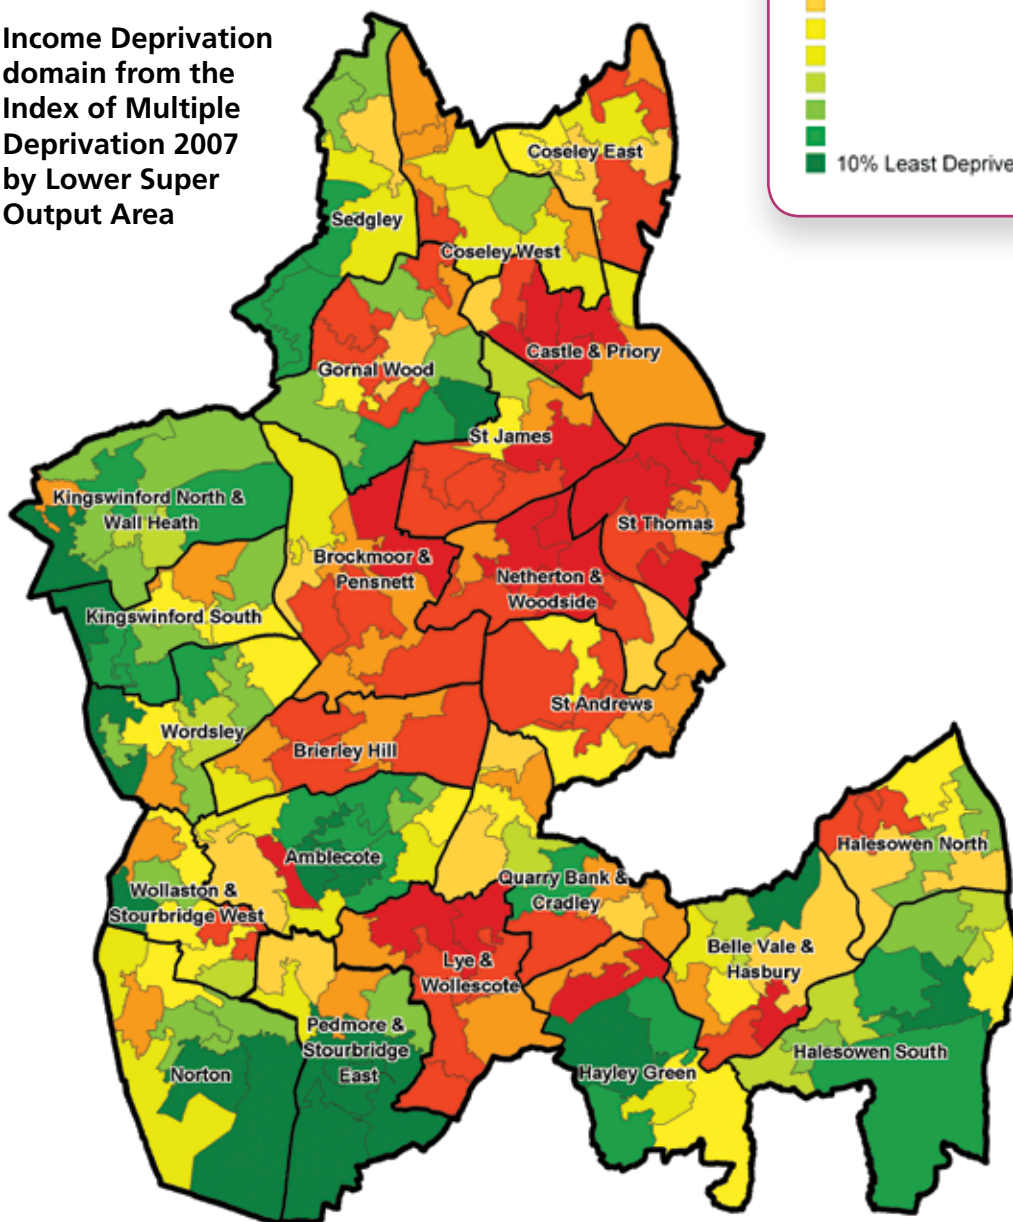 Income Deprivation
domain from the
Index of Multiple
Deprivation 2007
by Lower Super
Output Area
10% Least Deprive
Coseley East
Sedgley
Coseley West
Castle & Priory
Gornal Wood
St James
Kingswinford North &
Wall Heath
St Thomas
Brockmoor &
Pensnett
Netherton &
Woodside
Kingswinford South
St Andrews
Wordsley
Brierley Hill
Halesowen North
Amblecote
Quarry Bank &
Cradley
Wollaston &
Stourbridge West
Belle Vale &
Hasbury
Lye &
Wollescote
Pedmore &
Stourbridge
East
Halesowen South
Norton
Hayley Green